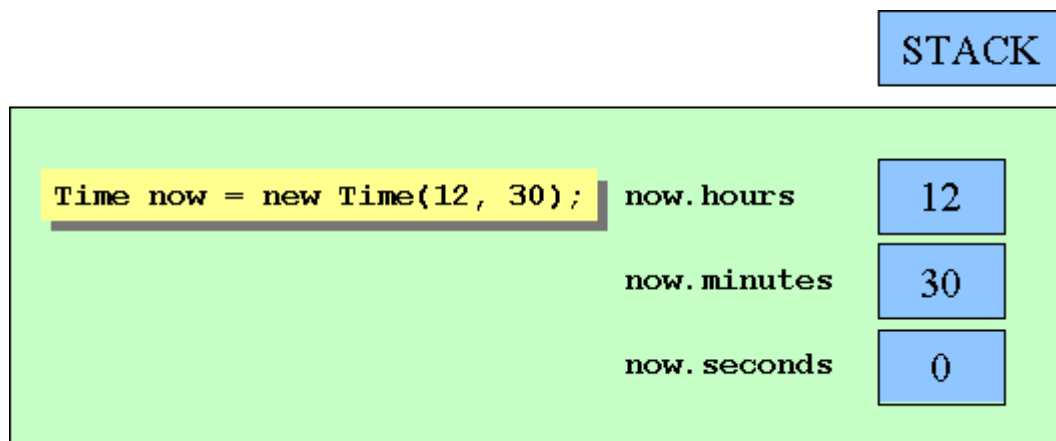 STACK
Time now = new Time(12, 30); now.hours 12
now.minutes 30
now.seconds 0